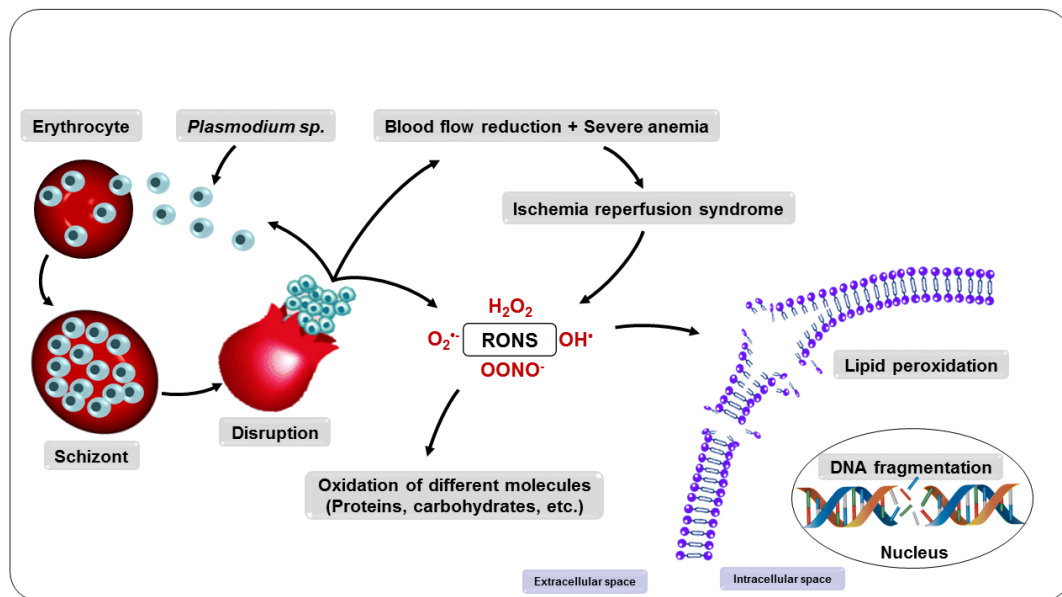 Erythrocyte
Plasmodium sp.
Blood flow reduction + Severe anemia
Ischemia reperfusion syndrome
H₂O₂
O₂•-
RONS
OH•
OONO-
Lipid peroxidation
Disruption
Schizont
Oxidation of different molecules
(Proteins, carbohydrates, etc.)
DNA fragmentation
Nucleus
Extracellular space
Intracellular space